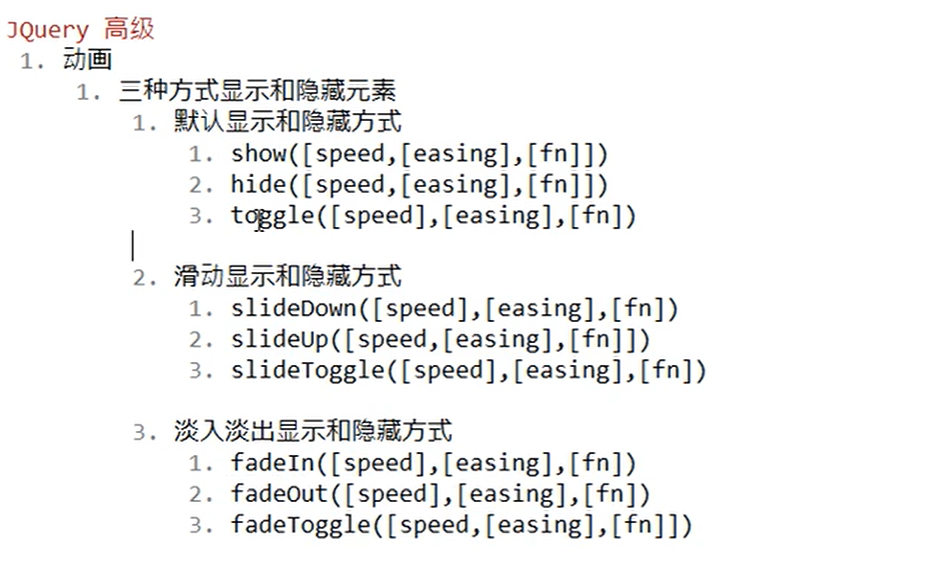 JQuery 高级
1. 动画
1. 三种方式显示和隐藏元素
1. 默认显示和隐藏方式
1. show([speed,[easing],[fn]])
2. hide([speed,[easing],[fn]])
3. toggle([speed],[easing],[fn])
2. 滑动显示和隐藏方式
1. slideDown([speed],[easing],[fn])
2. slideUp([speed,[easing],[fn]])
3. slideToggle([speed],[easing],[fn])
3. 淡入淡出显示和隐藏方式
1. fadeIn([speed],[easing],[fn])
2. fadeOut([speed],[easing],[fn])
3. fadeToggle([speed,[easing],[fn]])